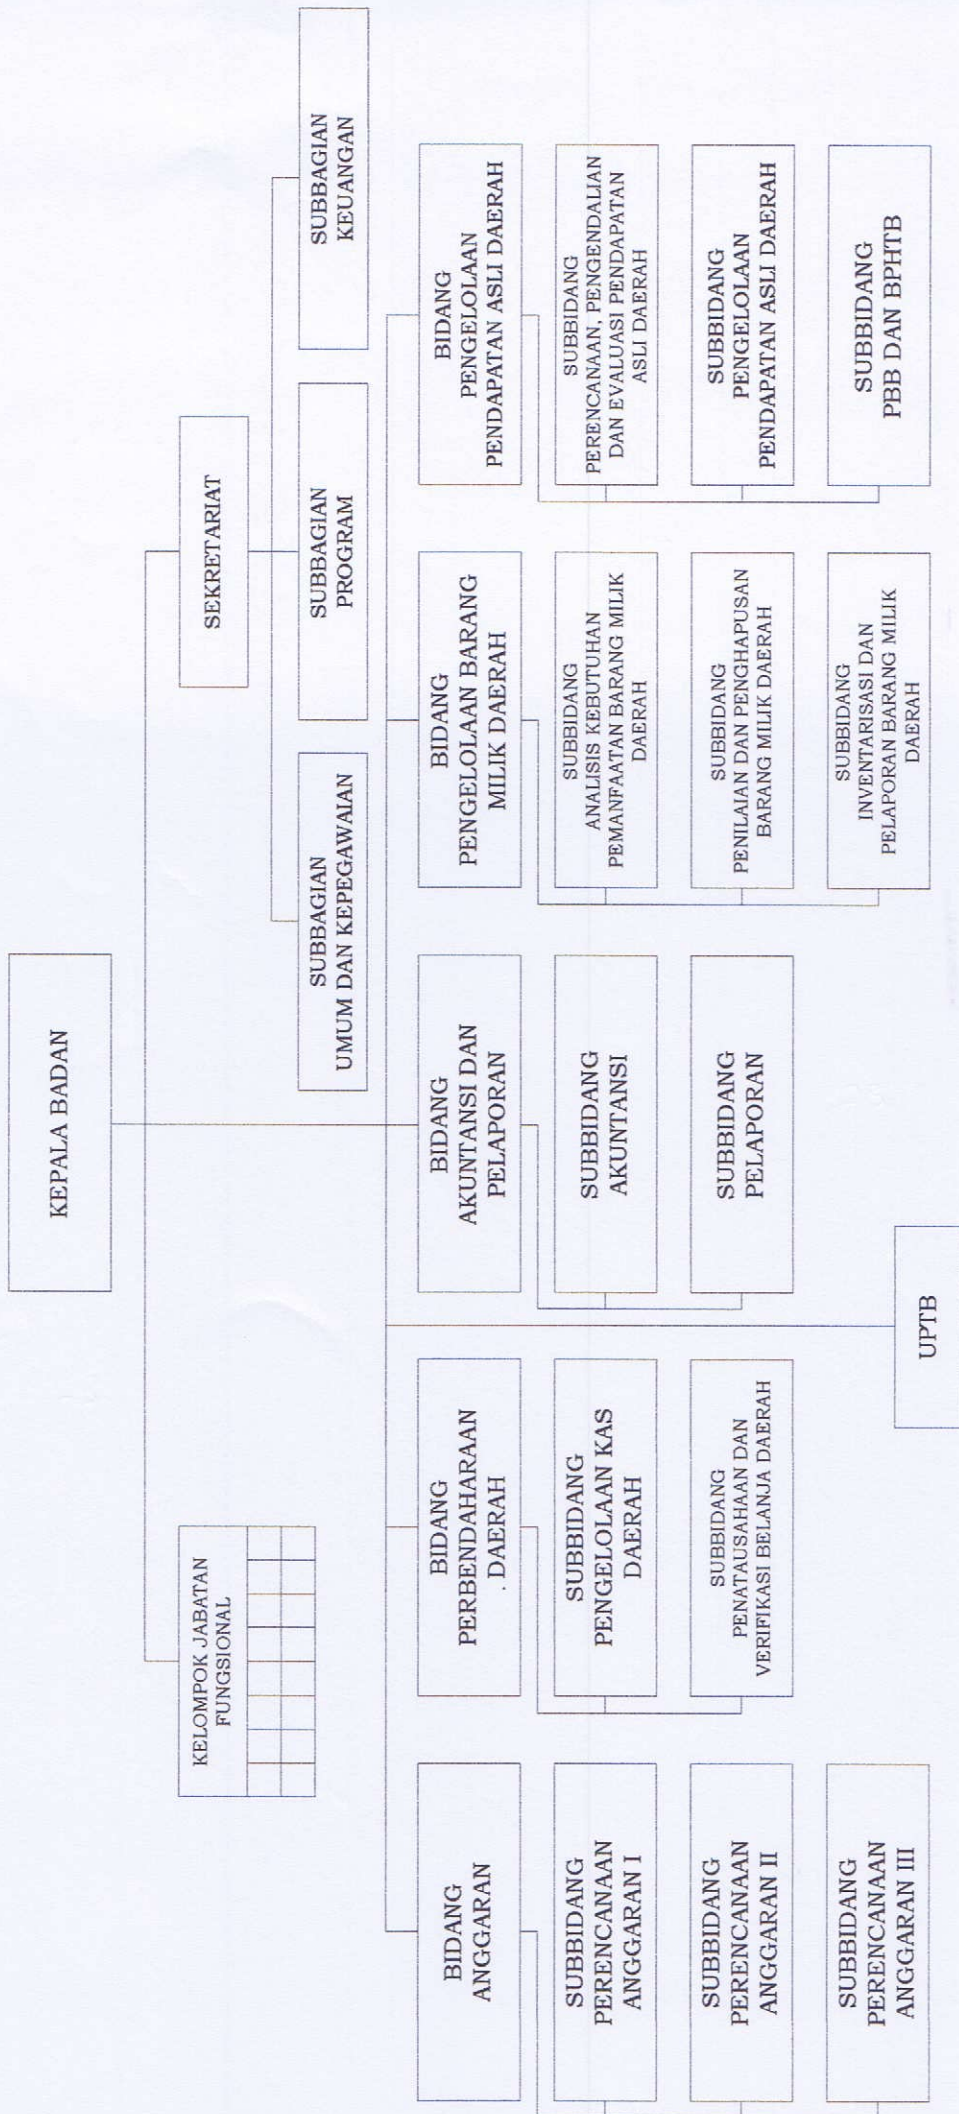 KEPALA BADAN
KELOMPOK JABATAN
FUNGSIONAL
SEKRETARIAT
SUBBAGIAN
UMUM DAN KEPEGAWAIAN
SUBBAGIAN
PROGRAM
SUBBAGIAN
KEUANGAN
BIDANG
ANGGARAN
SUBBIDANG
PERENCANAAN
ANGGARAN I
SUBBIDANG
PERENCANAAN
ANGGARAN II
SUBBIDANG
PERENCANAAN
ANGGARAN III
BIDANG
PERBENDAHARAAN
. DAERAH
SUBBIDANG
PENGELOLAAN KAS
DAERAH
SUBBIDANG
PENATAUSAHAAN DAN
VERIFIKASI BELANJA DAERAH
BIDANG
AKUNTANSI DAN
PELAPORAN
SUBBIDANG
AKUNTANSI
SUBBIDANG
PELAPORAN
BIDANG
PENGELOLAAN BARANG
MILIK DAERAH
SUBBIDANG
ANALISIS KEBUTUHAN
PEMANFAATAN BARANG MILIK
DAERAH
SUBBIDANG
PENILAIAN DAN PENGHAPUSAN
BARANG MILIK DAERAH
SUBBIDANG
INVENTARISASI DAN
PELAPORAN BARANG MILIK
DAERAH
BIDANG
PENGELOLAAN
PENDAPATAN ASLI DAERAH
SUBBIDANG
PERENCANAAN, PENGENDALIAN
DAN EVALUASI PENDAPATAN
ASLI DAERAH
SUBBIDANG
PENGELOLAAN
PENDAPATAN ASLI DAERAH
SUBBIDANG
PBB DAN BPHTB
UPTB